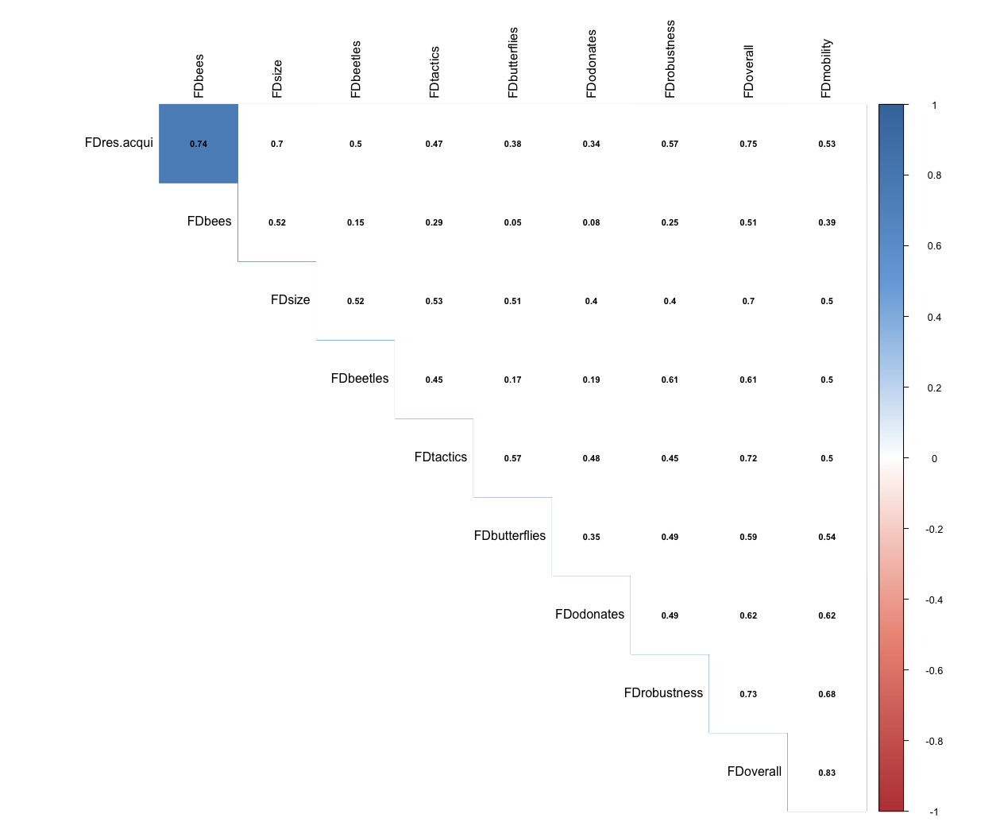 FDbees FDsize FDbeetles FDtactics FDbutterflies FDodonates FDrobustness FDoverall FDmobility
FDres.acqui 0.74 0.7 0.5 0.47 0.38 0.34 0.57 0.75 0.53
FDbees 0.52 0.15 0.29 0.05 0.08 0.25 0.51 0.39
FDsize 0.52 0.53 0.51 0.4 0.4 0.7 0.5
FDbeetles 0.45 0.17 0.19 0.61 0.61 0.5
FDtactics 0.57 0.48 0.45 0.72 0.5
FDbutterflies 0.35 0.49 0.59 0.54
FDodonates 0.49 0.62 0.62
FDrobustness 0.73 0.68
FDoverall 0.83
1
0.8
0.6
0.4
0.2
0
-0.2
-0.4
-0.6
-0.8
-1